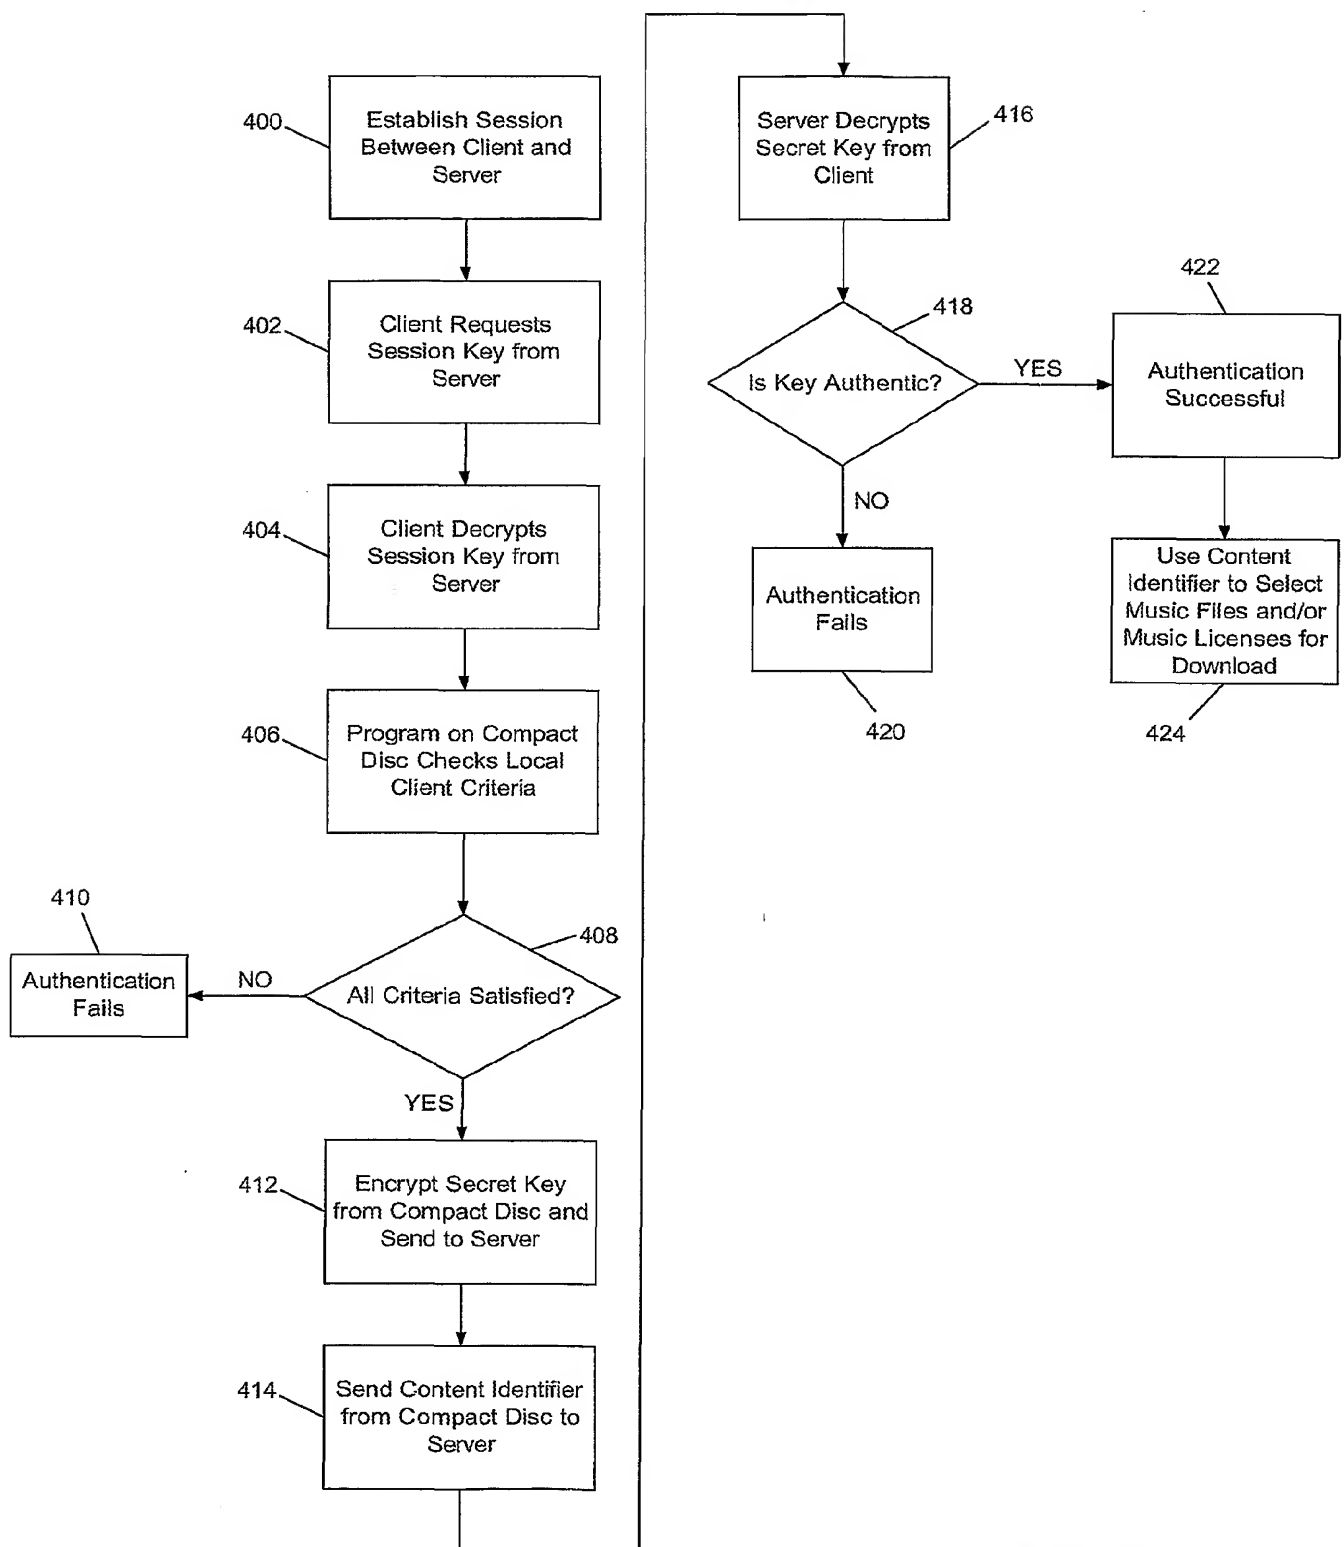 400
Establish Session
Between Client and
Server
402
Client Requests
Session Key from
Server
404
Client Decrypts
Session Key from
Server
406
Program on Compact
Disc Checks Local
Client Criteria
408
All Criteria Satisfied?
NO
410
Authentication
Fails
YES
412
Encrypt Secret Key
from Compact Disc and
Send to Server
414
Send Content Identifier
from Compact Disc to
Server
416
Server Decrypts
Secret Key from
Client
418
Is Key Authentic?
NO
Authentication
Fails
420
YES
422
Authentication
Successful
Use Content
Identifier to Select
Music Files and/or
Music Licenses for
Download
424